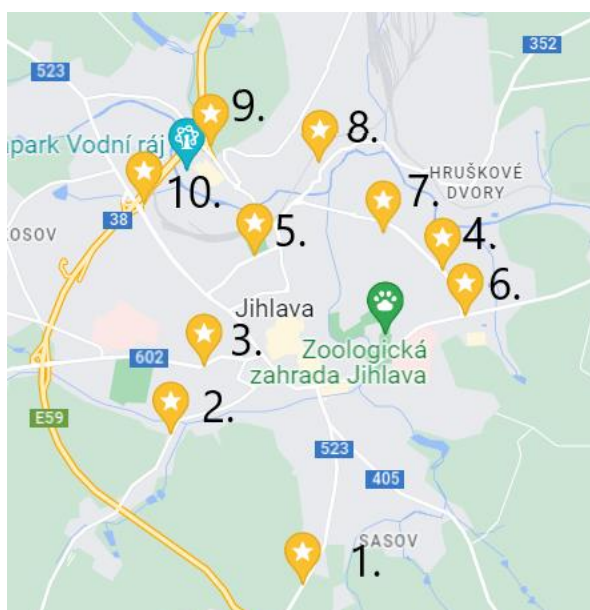 352
523
9.
8.
apark Vodní ráj
HRUŠKOVÉ
DVORY
10.
7.
38
OSOV
5.
4.
6.
Jihlava
3.
Zoologická
zahrada Jihlava
602
2.
E59
523
405
SASOV
1.